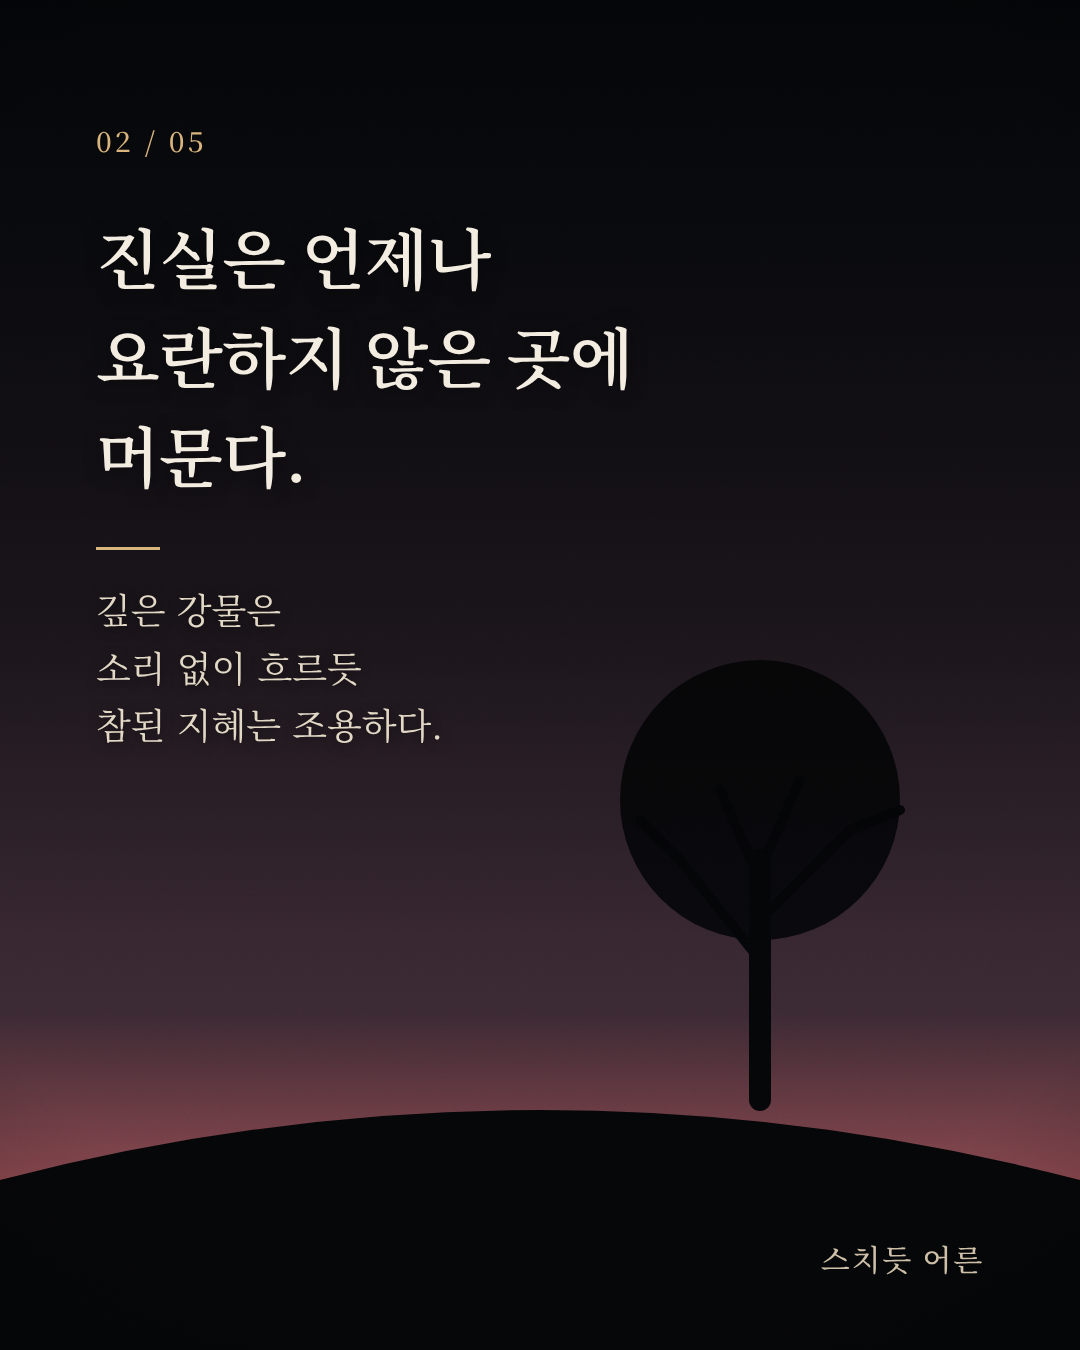 02 / 05
진실은 언제나
요란하지 않은 곳에
머문다.
깊은 강물은
소리 없이 흐르듯
참된 지혜는 조용하다.
스치듯 어른